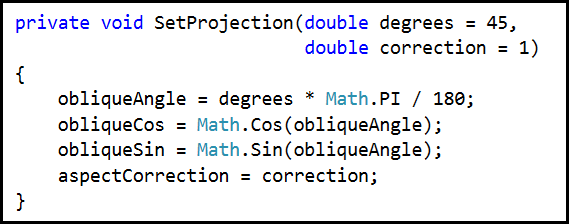 private void SetProjection(double degrees = 45,
                           double correction = 1)
{
    obliqueAngle = degrees * Math.PI / 180;
    obliqueCos = Math.Cos(obliqueAngle);
    obliqueSin = Math.Sin(obliqueAngle);
    aspectCorrection = correction;
}